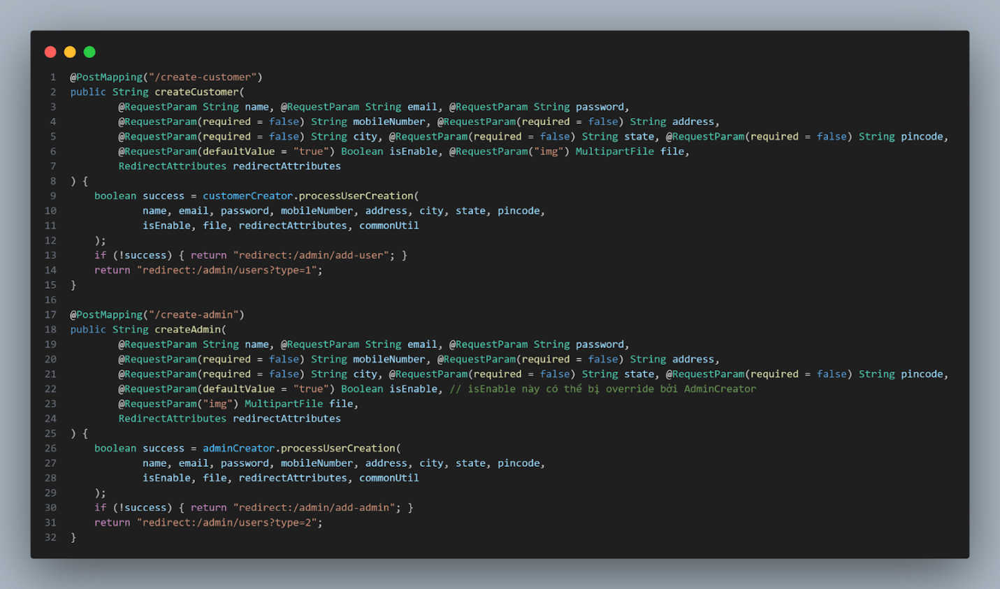 1 @PostMapping("/create-customer")
2 public String createCustomer(
3 @RequestParam String name, @RequestParam String email, @RequestParam String password,
4 @RequestParam(required = false) String mobileNumber, @RequestParam(required = false) String address,
5 @RequestParam(required = false) String city, @RequestParam(required = false) String state, @RequestParam(required = false) String pincode,
6 @RequestParam(defaultValue = "true") Boolean isEnable, @RequestParam("img") MultipartFile file,
7 RedirectAttributes redirectAttributes
8 ) {
9 boolean success = customerCreator.processUserCreation(
10 name, email, password, mobileNumber, address, city, state, pincode,
11 isEnable, file, redirectAttributes, commonUtil
12 );
13 if (!success) { return "redirect:/admin/add-user"; }
14 return "redirect:/admin/users?type=1";
15 }
16
17 @PostMapping("/create-admin")
18 public String createAdmin(
19 @RequestParam String name, @RequestParam String email, @RequestParam String password,
20 @RequestParam(required = false) String mobileNumber, @RequestParam(required = false) String address,
21 @RequestParam(required = false) String city, @RequestParam(required = false) String state, @RequestParam(required = false) String pincode,
22 @RequestParam(defaultValue = "true") Boolean isEnable, // isEnable này có thể bị override bởi AdminCreator
23 @RequestParam("img") MultipartFile file,
24 RedirectAttributes redirectAttributes
25 ) {
26 boolean success = adminCreator.processUserCreation(
27 name, email, password, mobileNumber, address, city, state, pincode,
28 isEnable, file, redirectAttributes, commonUtil
29 );
30 if (!success) { return "redirect:/admin/add-admin"; }
31 return "redirect:/admin/users?type=2";
32 }